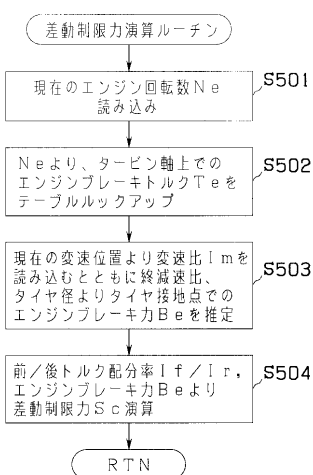 差動制限力演算ルーチン
現在のエンジン回転数Ne
読み込み
S501
Neより、タービン軸上での
エンジンブレーキトルクTeを
テーブルルックアップ
S502
現在の変速位置より変速比Imを
読み込むとともに終減速比、
タイヤ径よりタイヤ接地点での
エンジンブレーキ力Beを推定
S503
前/後トルク配分率If/Ir,
エンジンブレーキ力Beより
差動制限力Sc演算
S504
RTN